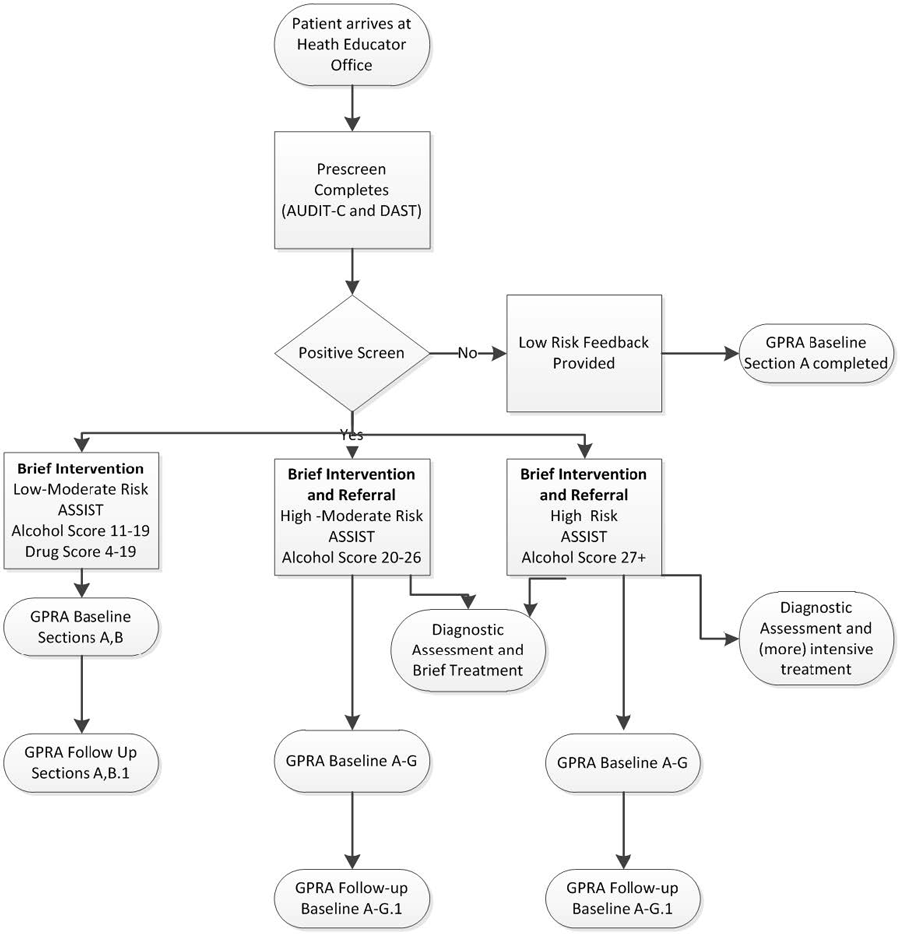 Patient arrives at
Heath Educator
Office
Prescreen
Completes
(AUDIT-C and DAST)
Positive Screen
No
Low Risk Feedback
Provided
GPRA Baseline
Section A completed
Yes
Brief Intervention
Low-Moderate Risk
ASSIST
Alcohol Score 11-19
Drug Score 4-19
Brief Intervention
and Referral
High -Moderate Risk
ASSIST
Alcohol Score 20-26
Brief Intervention
and Referral
High Risk
ASSIST
Alcohol Score 27+
GPRA Baseline
Sections A,B
Diagnostic
Assessment and
Brief Treatment
Diagnostic
Assessment and
(more) intensive
treatment
GPRA Follow Up
Sections A,B.1
GPRA Baseline A-G
GPRA Baseline A-G
GPRA Follow-up
Baseline A-G.1
GPRA Follow-up
Baseline A-G.1